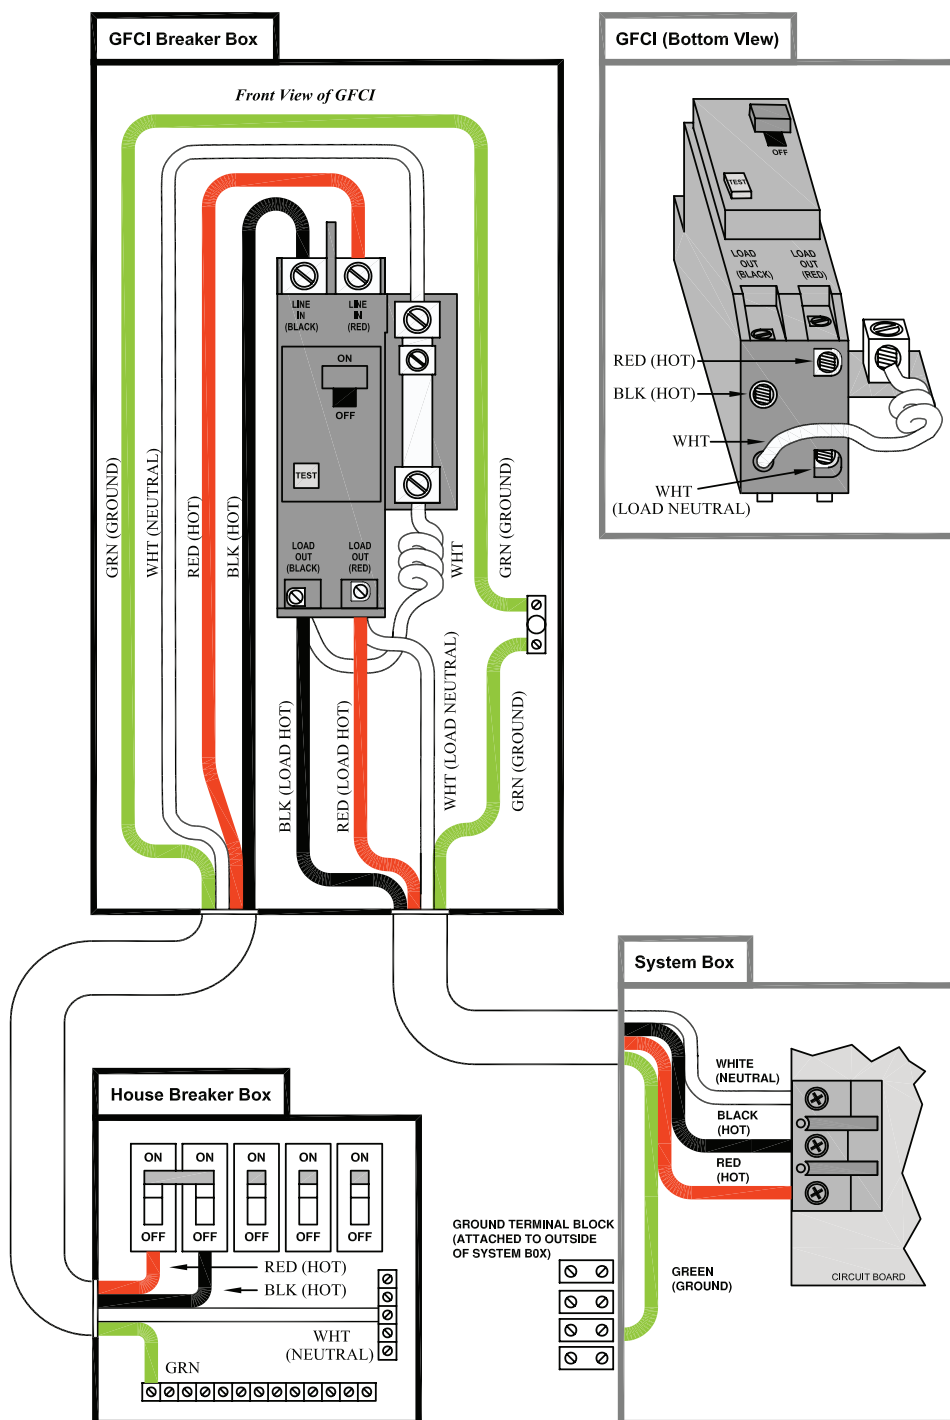 GFCI Breaker Box
Front View of GFCI
LINE
IN
(BLACK)
LINE
IN
(RED)
ON
OFF
TEST
LOAD
OUT
(BLACK)
LOAD
OUT
(RED)
GRN (GROUND)
WHT (NEUTRAL)
RED (HOT)
BLK (HOT)
WHT
GRN (GROUND)
BLK (LOAD HOT)
RED (LOAD HOT)
WHT (LOAD NEUTRAL)
GRN (GROUND)
GFCI (Bottom VIew)
OFF
TEST
LOAD
OUT
(BLACK)
LOAD
OUT
(RED)
RED (HOT)
BLK (HOT)
WHT
WHT
(LOAD NEUTRAL)
System Box
WHITE
(NEUTRAL)
BLACK
(HOT)
RED
(HOT)
GROUND TERMINAL BLOCK
(ATTACHED TO OUTSIDE
OF SYSTEM B0X)
GREEN
(GROUND)
CIRCUIT BOARD
House Breaker Box
ON
ON
ON
ON
ON
OFF
OFF
OFF
OFF
OFF
RED (HOT)
BLK (HOT)
WHT
(NEUTRAL)
GRN